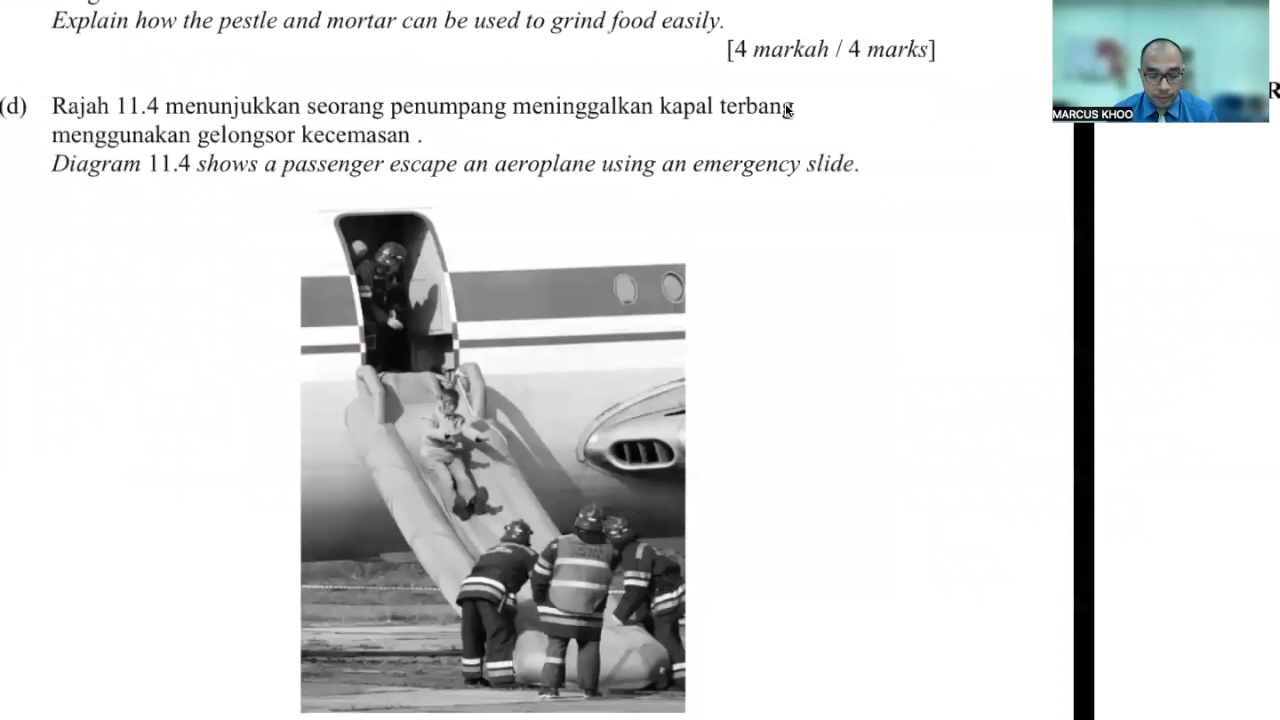 Explain how the pestle and mortar can be used to grind food easily.
[4 markah / 4 marks]
(d) Rajah 11.4 menunjukkan seorang penumpang meninggalkan kapal terbang
menggunakan gelongsor kecemasan .
Diagram 11.4 shows a passenger escape an aeroplane using an emergency slide.
MARCUS KHOO
R